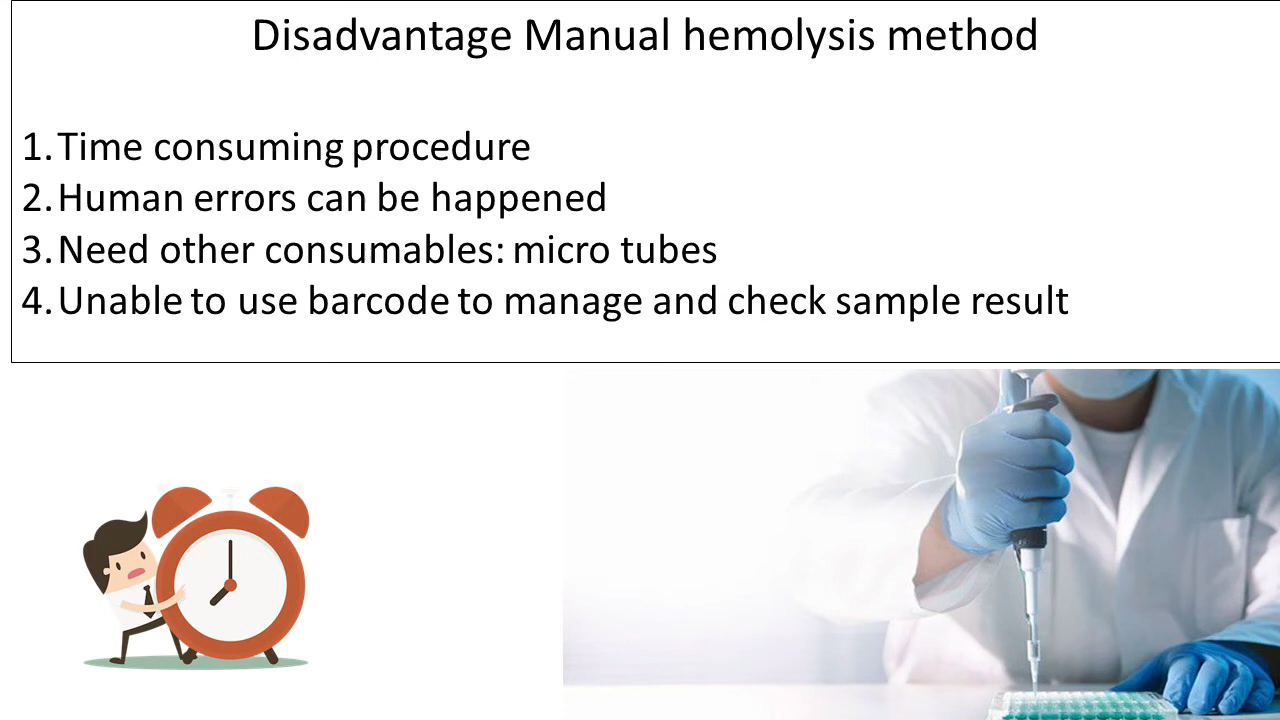 Disadvantage Manual hemolysis method
1. Time consuming procedure
2. Human errors can be happened
3. Need other consumables: micro tubes
4. Unable to use barcode to manage and check sample result